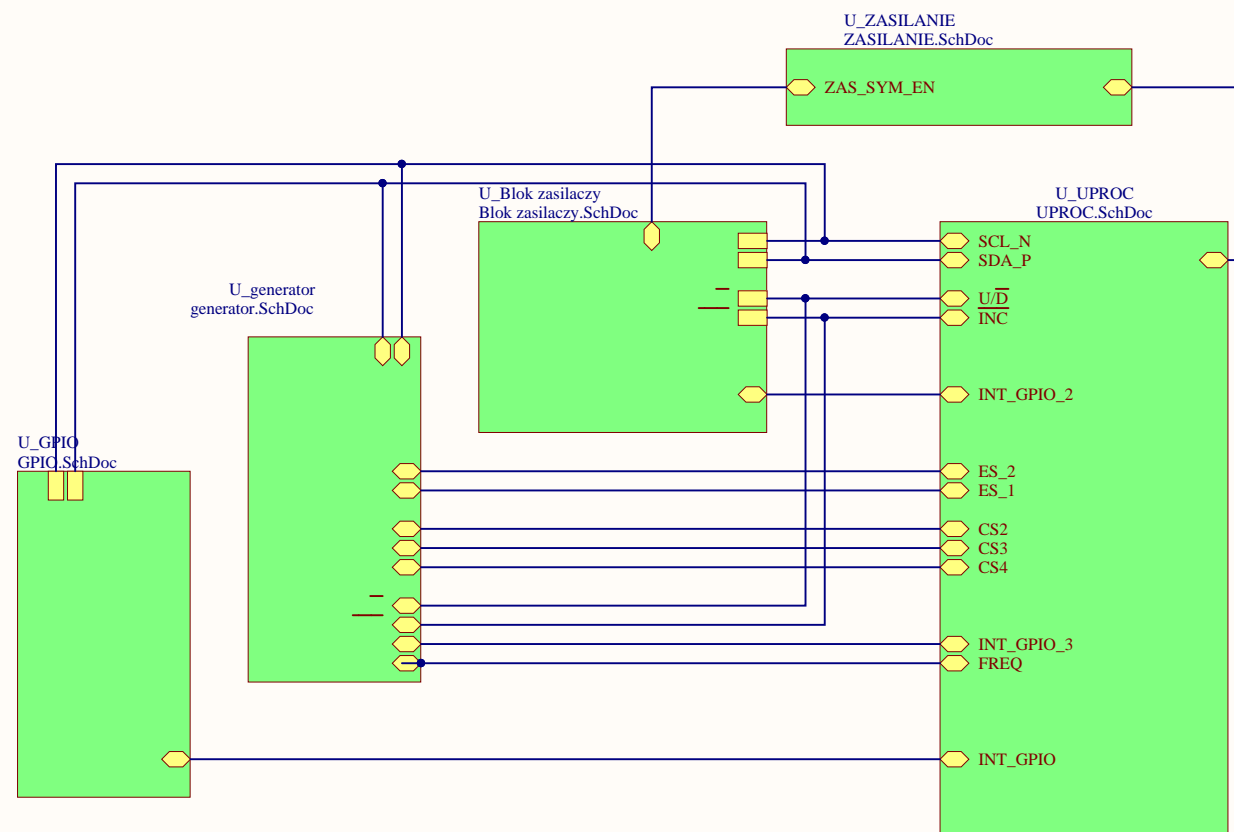 U_ZASILANIE
ZASILANIE.SchDoc
ZAS_SYM_EN
U_Blok zasilaczy
Blok zasilaczy.SchDoc
U_UPROC
UPROC.SchDoc
SCL_N
SDA_P
U/D̅
I̅N̅C̅
INT_GPIO_2
U_generator
generator.SchDoc
U_GPIO
GPIO.SchDoc
ES_2
ES_1
CS2
CS3
CS4
INT_GPIO_3
FREQ
INT_GPIO